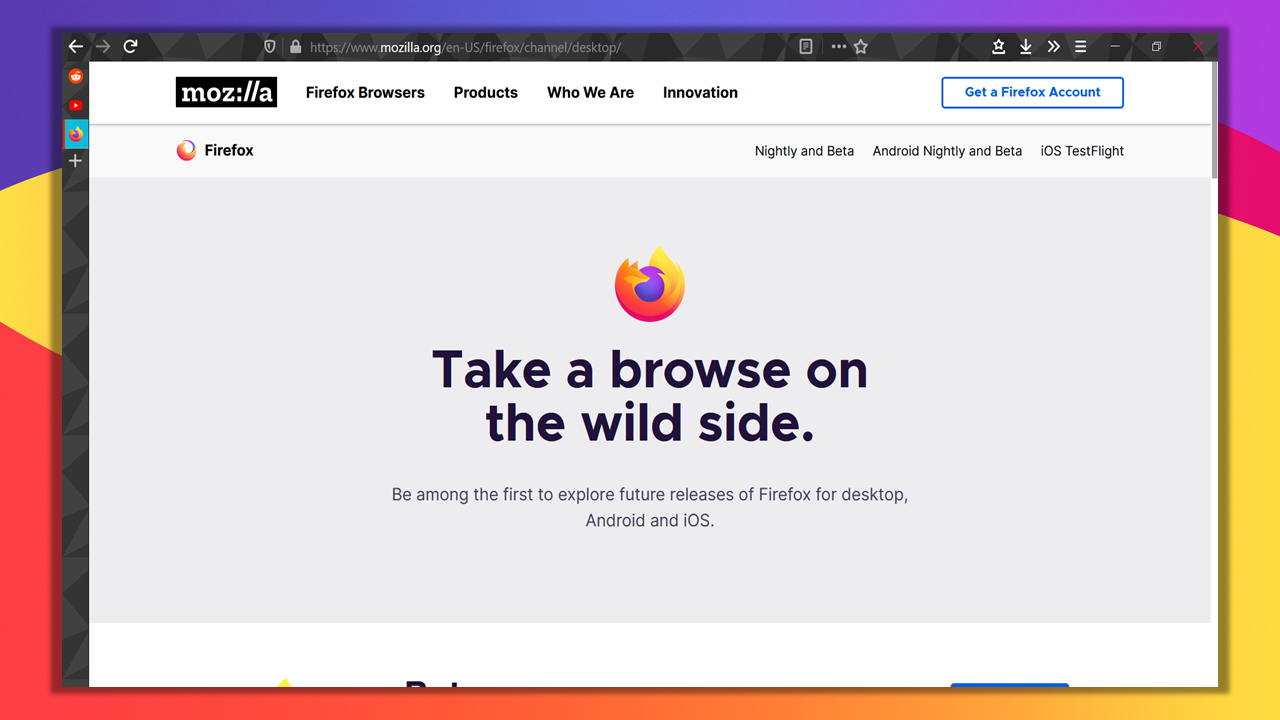 https://www.mozilla.org/en-US/firefox/channel/desktop/
moz://a
Firefox Browsers
Products
Who We Are
Innovation
Get a Firefox Account
Firefox
Nightly and Beta
Android Nightly and Beta
iOS TestFlight
Take a browse on
the wild side.
Be among the first to explore future releases of Firefox for desktop,
Android and iOS.